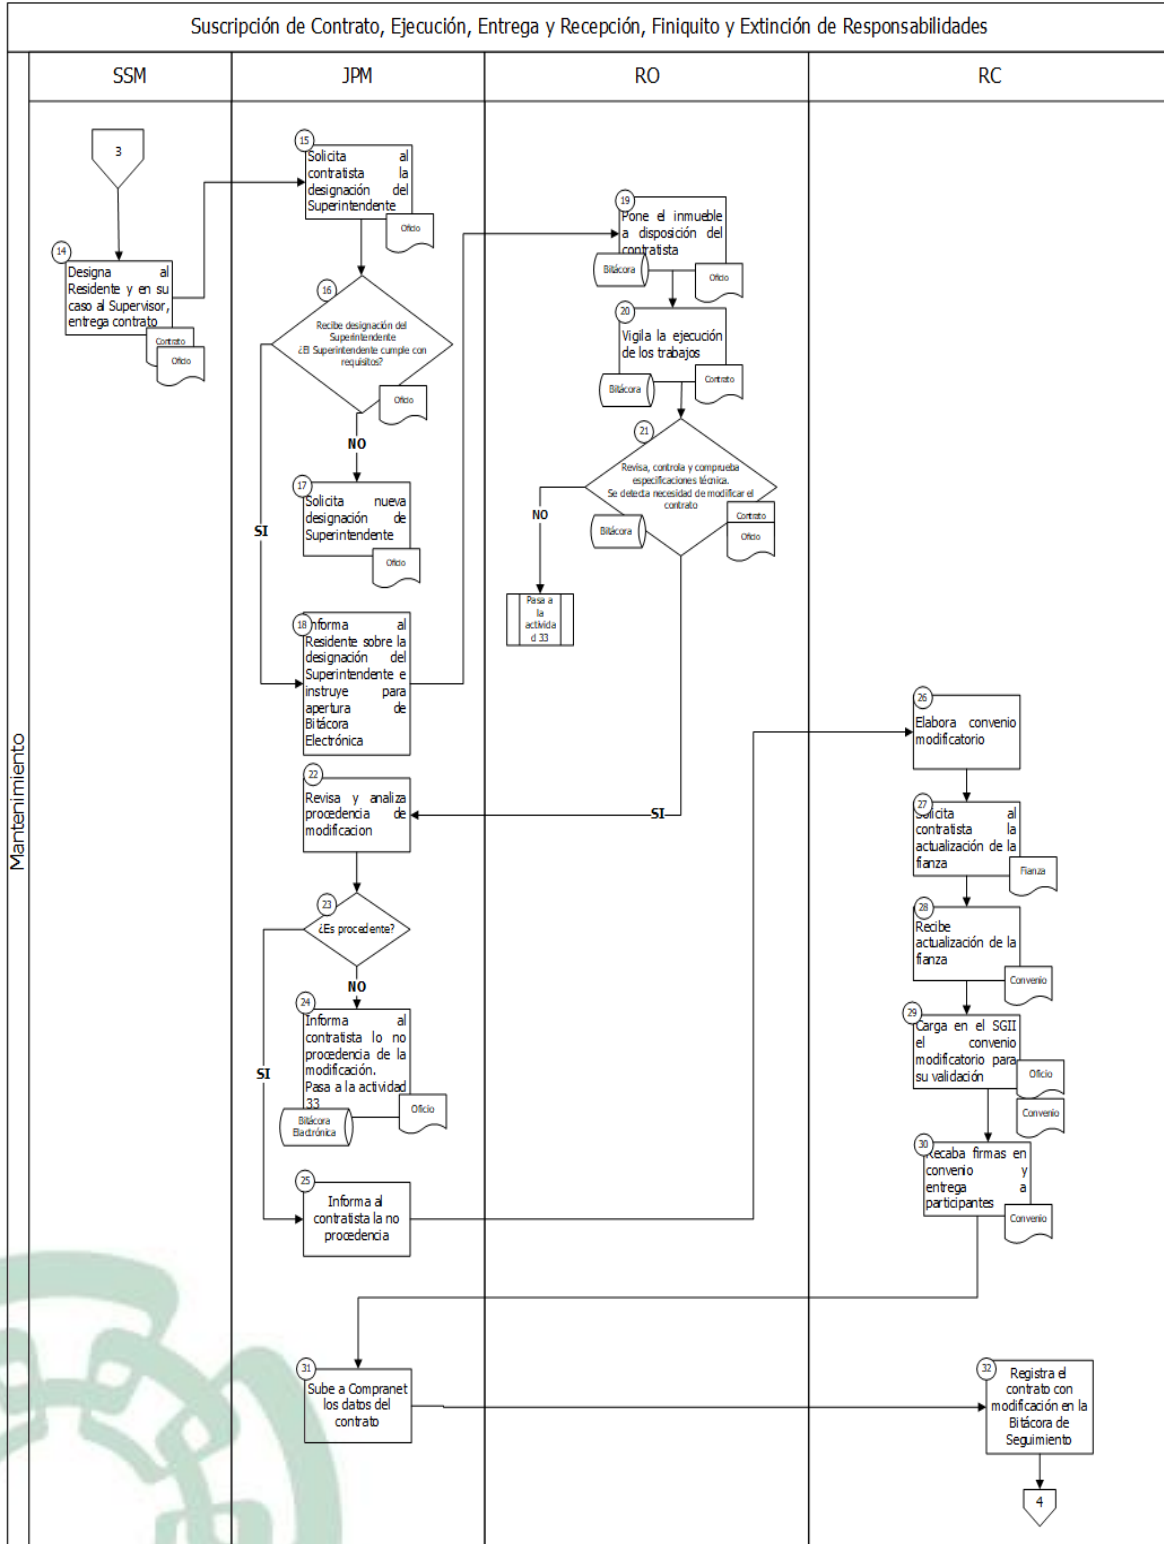 Suscripción de Contrato, Ejecución, Entrega y Recepción, Finiquito y Extinción de Responsabilidades
SSM
JPM
RO
RC
Mantenimiento
3
14
Designa al
Residente y en su
caso al Supervisor,
entrega contrato
Contrato
Oficio
15
Solicita al
contratista la
designación del
Superintendente
Oficio
16
Recibe designación del
Superintendente
¿El Superintendente cumple con
requisitos?
Oficio
NO
SI
17
Solicita nueva
designación de
Superintendente
Oficio
18
Informa al
Residente sobre la
designación del
Superintendente e
instruye para
apertura de
Bitácora
Electrónica
19
Pone el inmueble
a disposición del
contratista
Bitácora
Oficio
20
Vigila la ejecución
de los trabajos
Bitácora
Contrato
21
Revisa, controla y comprueba
especificaciones técnica.
Se detecta necesidad de modificar el
contrato
Bitácora
Contrato
Oficio
NO
Pasa a
la
activida
d 33
SI
22
Revisa y analiza
procedencia de
modificacion
23
¿Es procedente?
NO
SI
24
Informa al
contratista lo no
procedencia de la
modificación.
Pasa a la actividad
33
Bitácora
Electrónica
Oficio
25
Informa al
contratista la no
procedencia
26
Elabora convenio
modificatorio
27
Solicita al
contratista la
actualización de la
fianza
Fianza
28
Recibe
actualización de la
fianza
Convenio
29
Carga en el SGII
el convenio
modificatorio para
su validación
Oficio
Convenio
30
Recaba firmas en
convenio y
entrega a
participantes
Convenio
31
Sube a Compranet
los datos del
contrato
32
Registra el
contrato con
modificación en la
Bitácora de
Seguimiento
4